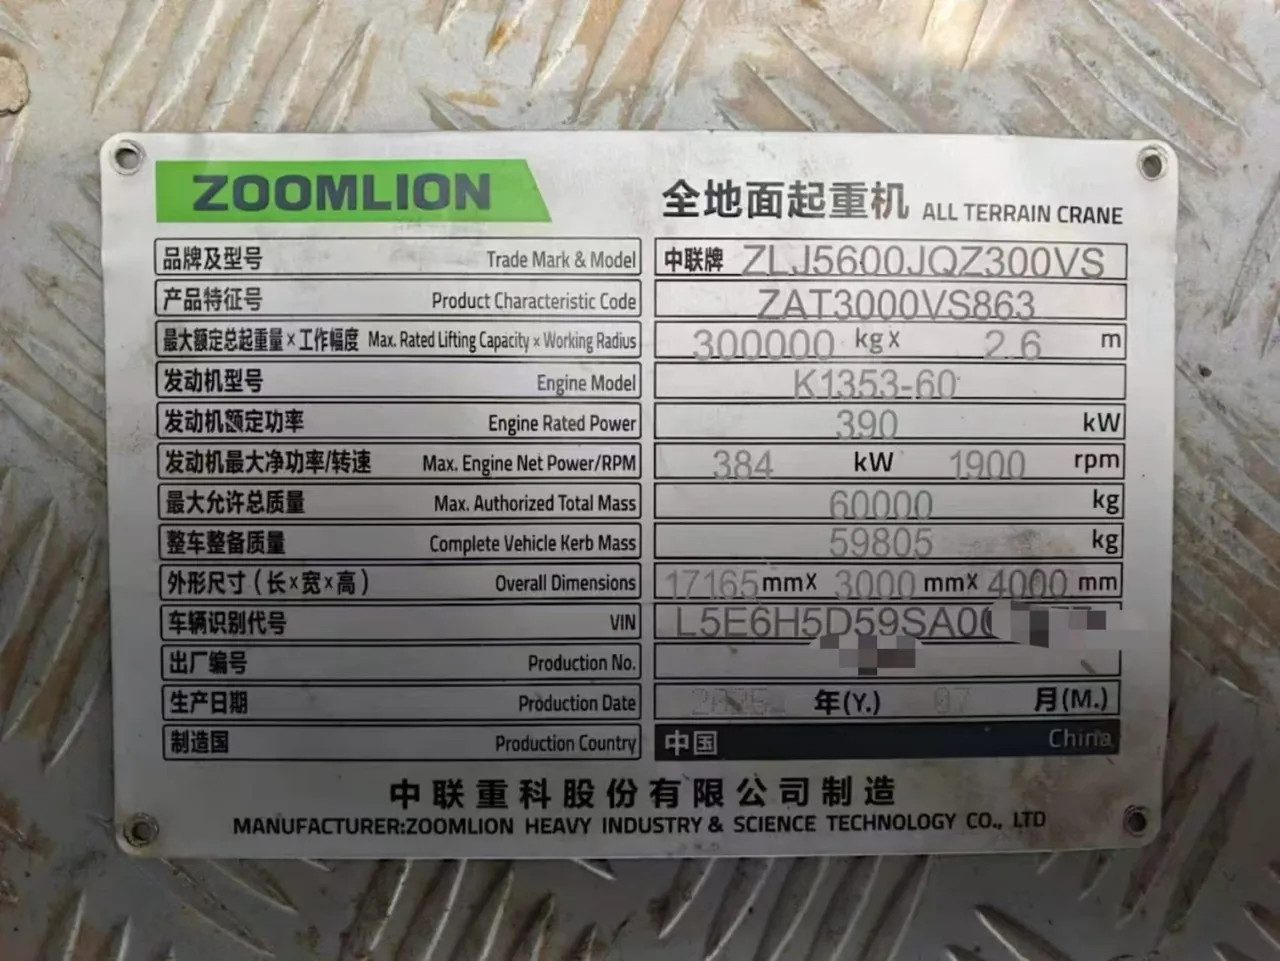 ZOOMLION
全地面起重机 ALL TERRAIN CRANE
品牌及型号 Trade Mark & Model 中联牌 ZLJ5600JQZ300VS
产品特征号 Product Characteristic Code ZAT3000VS863
最大额定总起重量×工作幅度 Max. Rated Lifting Capacity × Working Radius 300000 kg× 2.6 m
发动机型号 Engine Model K1353-60
发动机额定功率 Engine Rated Power 390 kW
发动机最大净功率/转速 Max. Engine Net Power/RPM 384 kW 1900 rpm
最大允许总质量 Max. Authorized Total Mass 60000 kg
整车整备质量 Complete Vehicle Kerb Mass 59805 kg
外形尺寸(长×宽×高) Overall Dimensions 17165 mm× 3000 mm× 4000 mm
车辆识别代号 VIN L5E6H5D59SA00
出厂编号 Production No.
生产日期 Production Date 2025 年(Y.) 07 月(M.)
制造国 Production Country 中国 China
中联重科股份有限公司制造
MANUFACTURER:ZOOMLION HEAVY INDUSTRY & SCIENCE TECHNOLOGY CO., LTD